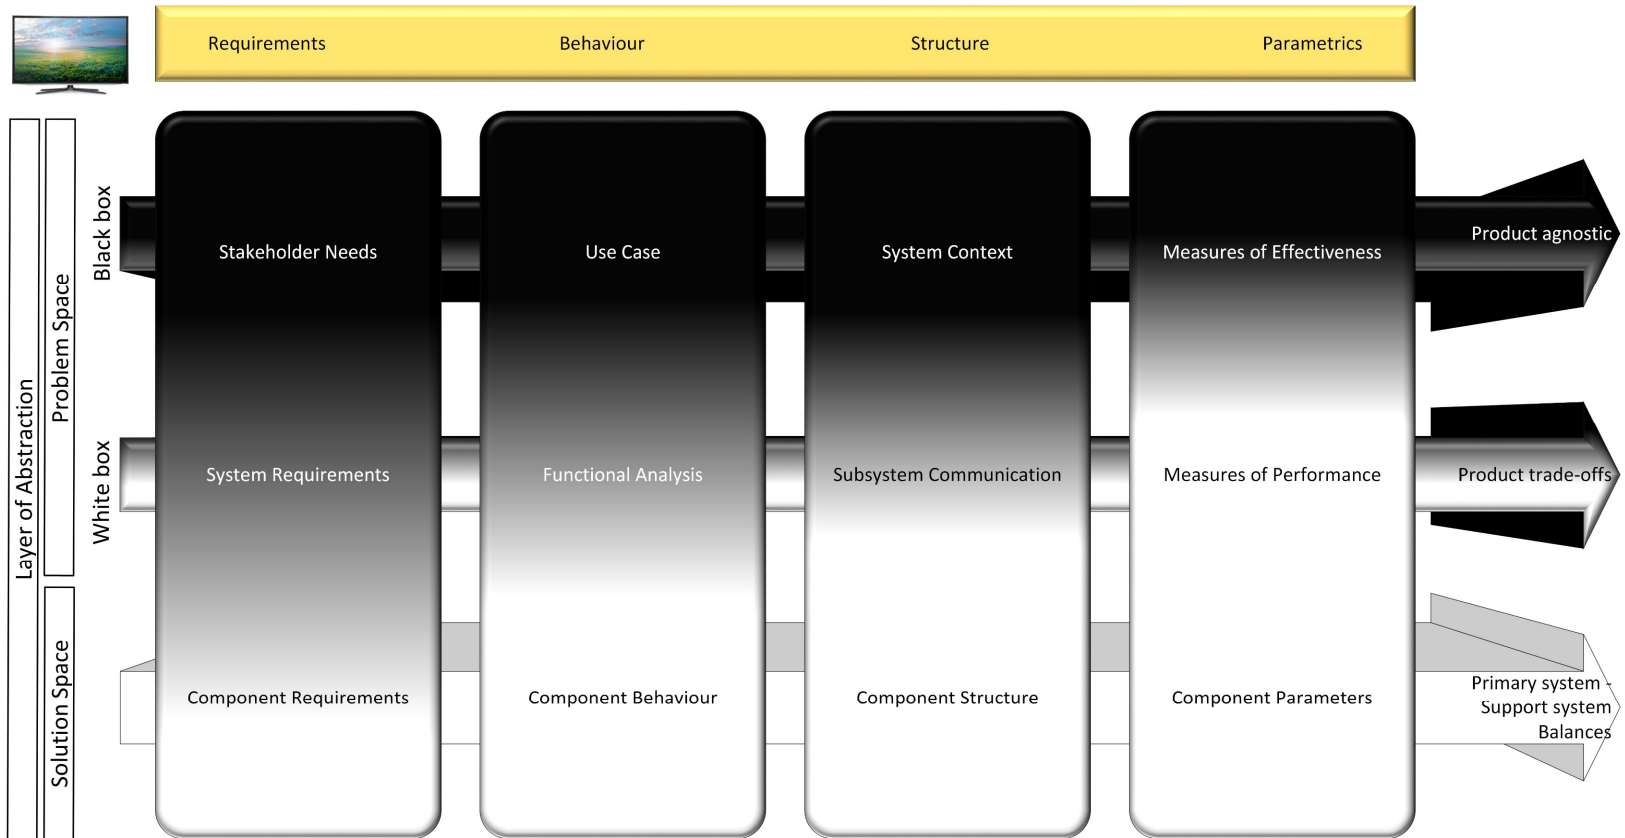 Requirements
Behaviour
Structure
Parametrics
Layer of Abstraction
Problem Space
Black box
Stakeholder Needs
Use Case
System Context
Measures of Effectiveness
Product agnostic
White box
System Requirements
Functional Analysis
Subsystem Communication
Measures of Performance
Product trade-offs
Solution Space
Component Requirements
Component Behaviour
Component Structure
Component Parameters
Primary system -
Support system
Balances